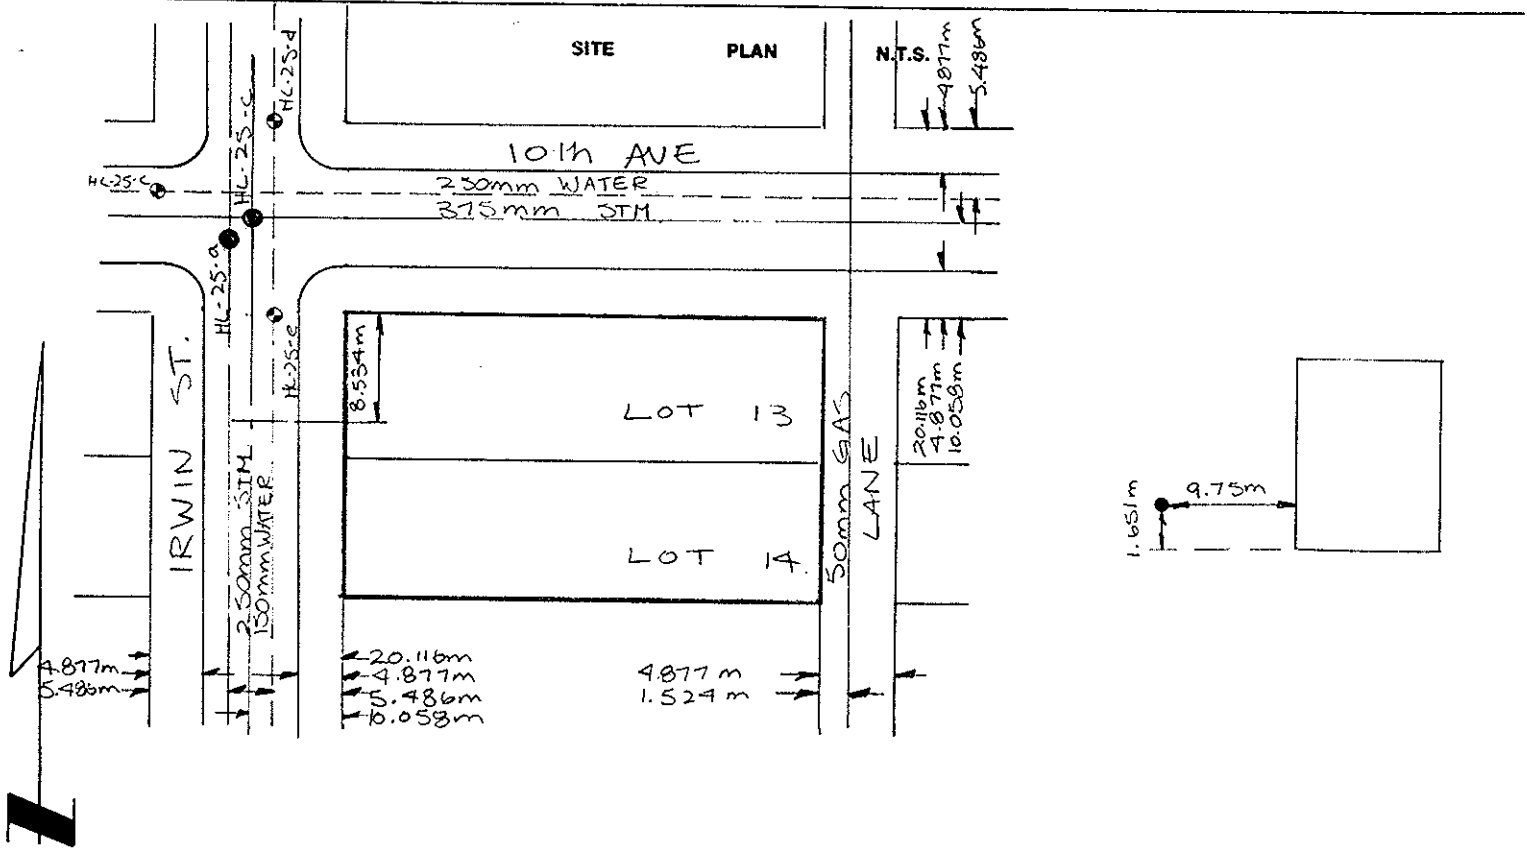 SITE PLAN N.T.S.
4.877m
5.486m
HL-25-d
HL-25-C
HL-25-C
10th AVE
250mm WATER
375mm STM
HL-25-a
HL-25-e
IRWIN ST.
8.534m
LOT 13
LOT 14
250mm STM
150mm WATER
50mm GAS
LANE
20.116m
4.877m
10.058m
9.75m
1.651m
4.877m
5.486m
20.116m
4.877m
5.486m
10.058m
4.877 m
1.524 m